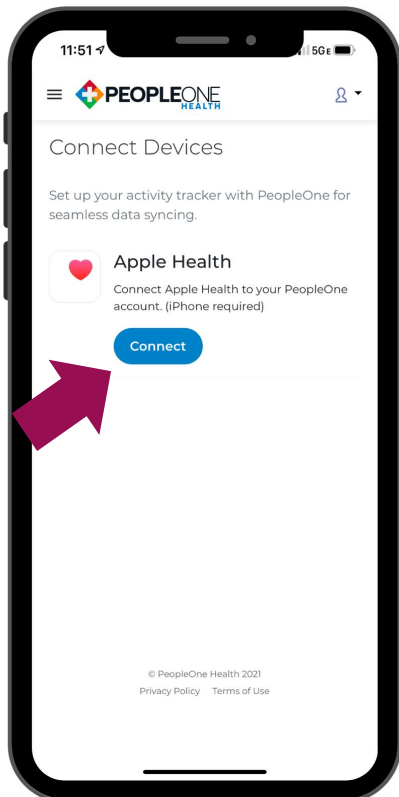 11:51
5G E
PEOPLEONE
HEALTH
Connect Devices
Set up your activity tracker with PeopleOne for
seamless data syncing.
Apple Health
Connect Apple Health to your PeopleOne
account. (iPhone required)
Connect
© PeopleOne Health 2021
Privacy Policy Terms of Use